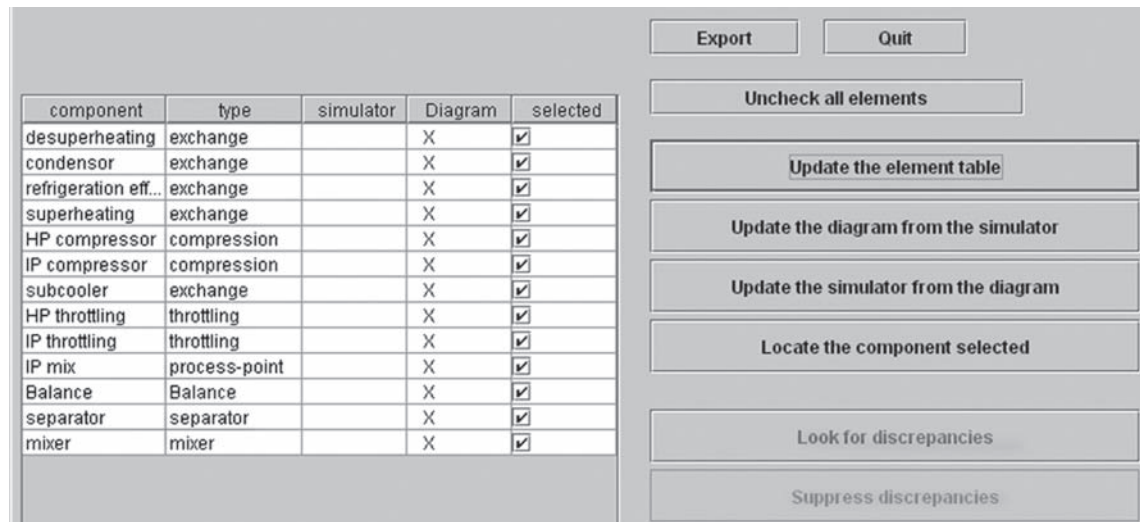 Export Quit
Uncheck all elements
component type simulator Diagram selected
desuperheating exchange X
condensor exchange X
refrigeration eff... exchange X
superheating exchange X
HP compressor compression X
IP compressor compression X
subcooler exchange X
HP throttling throttling X
IP throttling throttling X
IP mix process-point X
Balance Balance X
separator separator X
mixer mixer X
Update the element table
Update the diagram from the simulator
Update the simulator from the diagram
Locate the component selected
Look for discrepancies
Suppress discrepancies